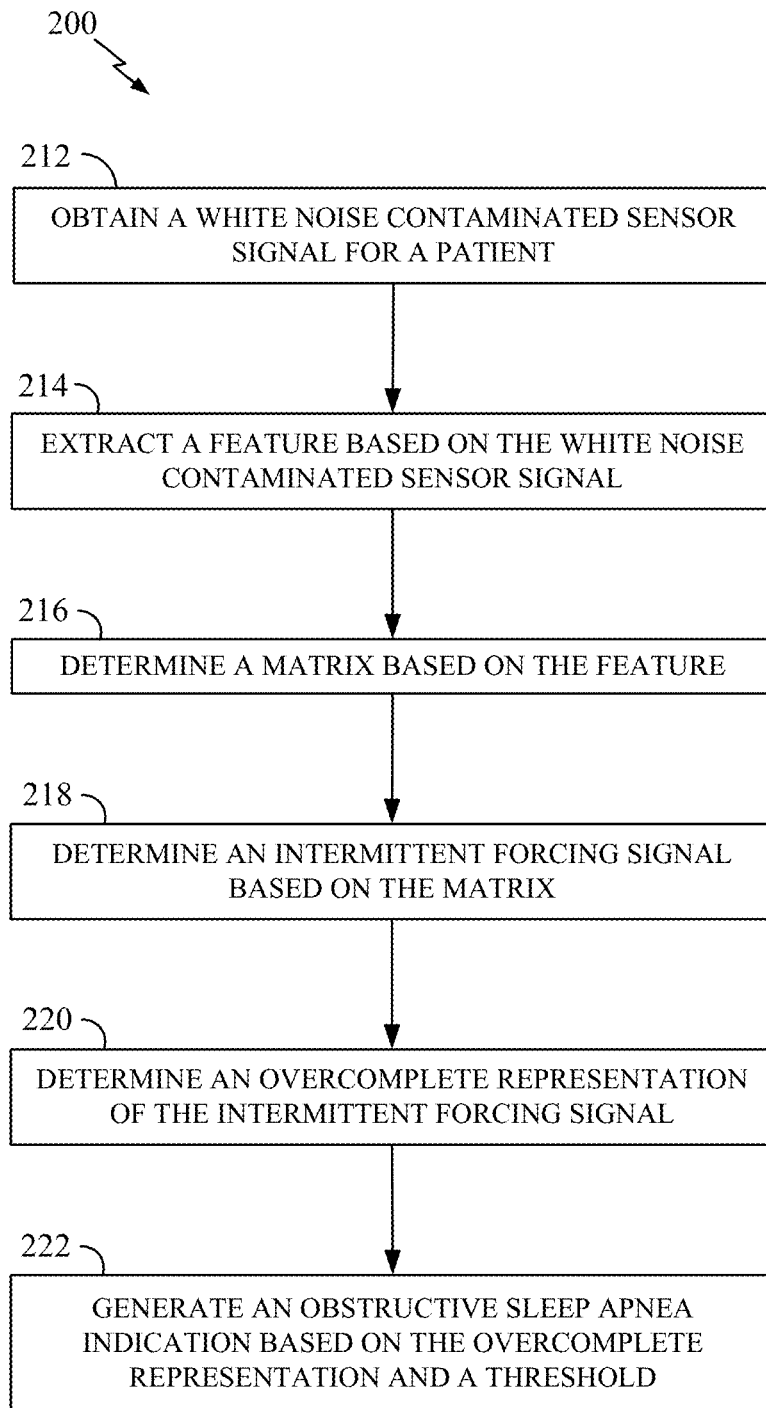 200
212
OBTAIN A WHITE NOISE CONTAMINATED SENSOR
SIGNAL FOR A PATIENT
214
EXTRACT A FEATURE BASED ON THE WHITE NOISE
CONTAMINATED SENSOR SIGNAL
216
DETERMINE A MATRIX BASED ON THE FEATURE
218
DETERMINE AN INTERMITTENT FORCING SIGNAL
BASED ON THE MATRIX
220
DETERMINE AN OVERCOMPLETE REPRESENTATION
OF THE INTERMITTENT FORCING SIGNAL
222
GENERATE AN OBSTRUCTIVE SLEEP APNEA
INDICATION BASED ON THE OVERCOMPLETE
REPRESENTATION AND A THRESHOLD